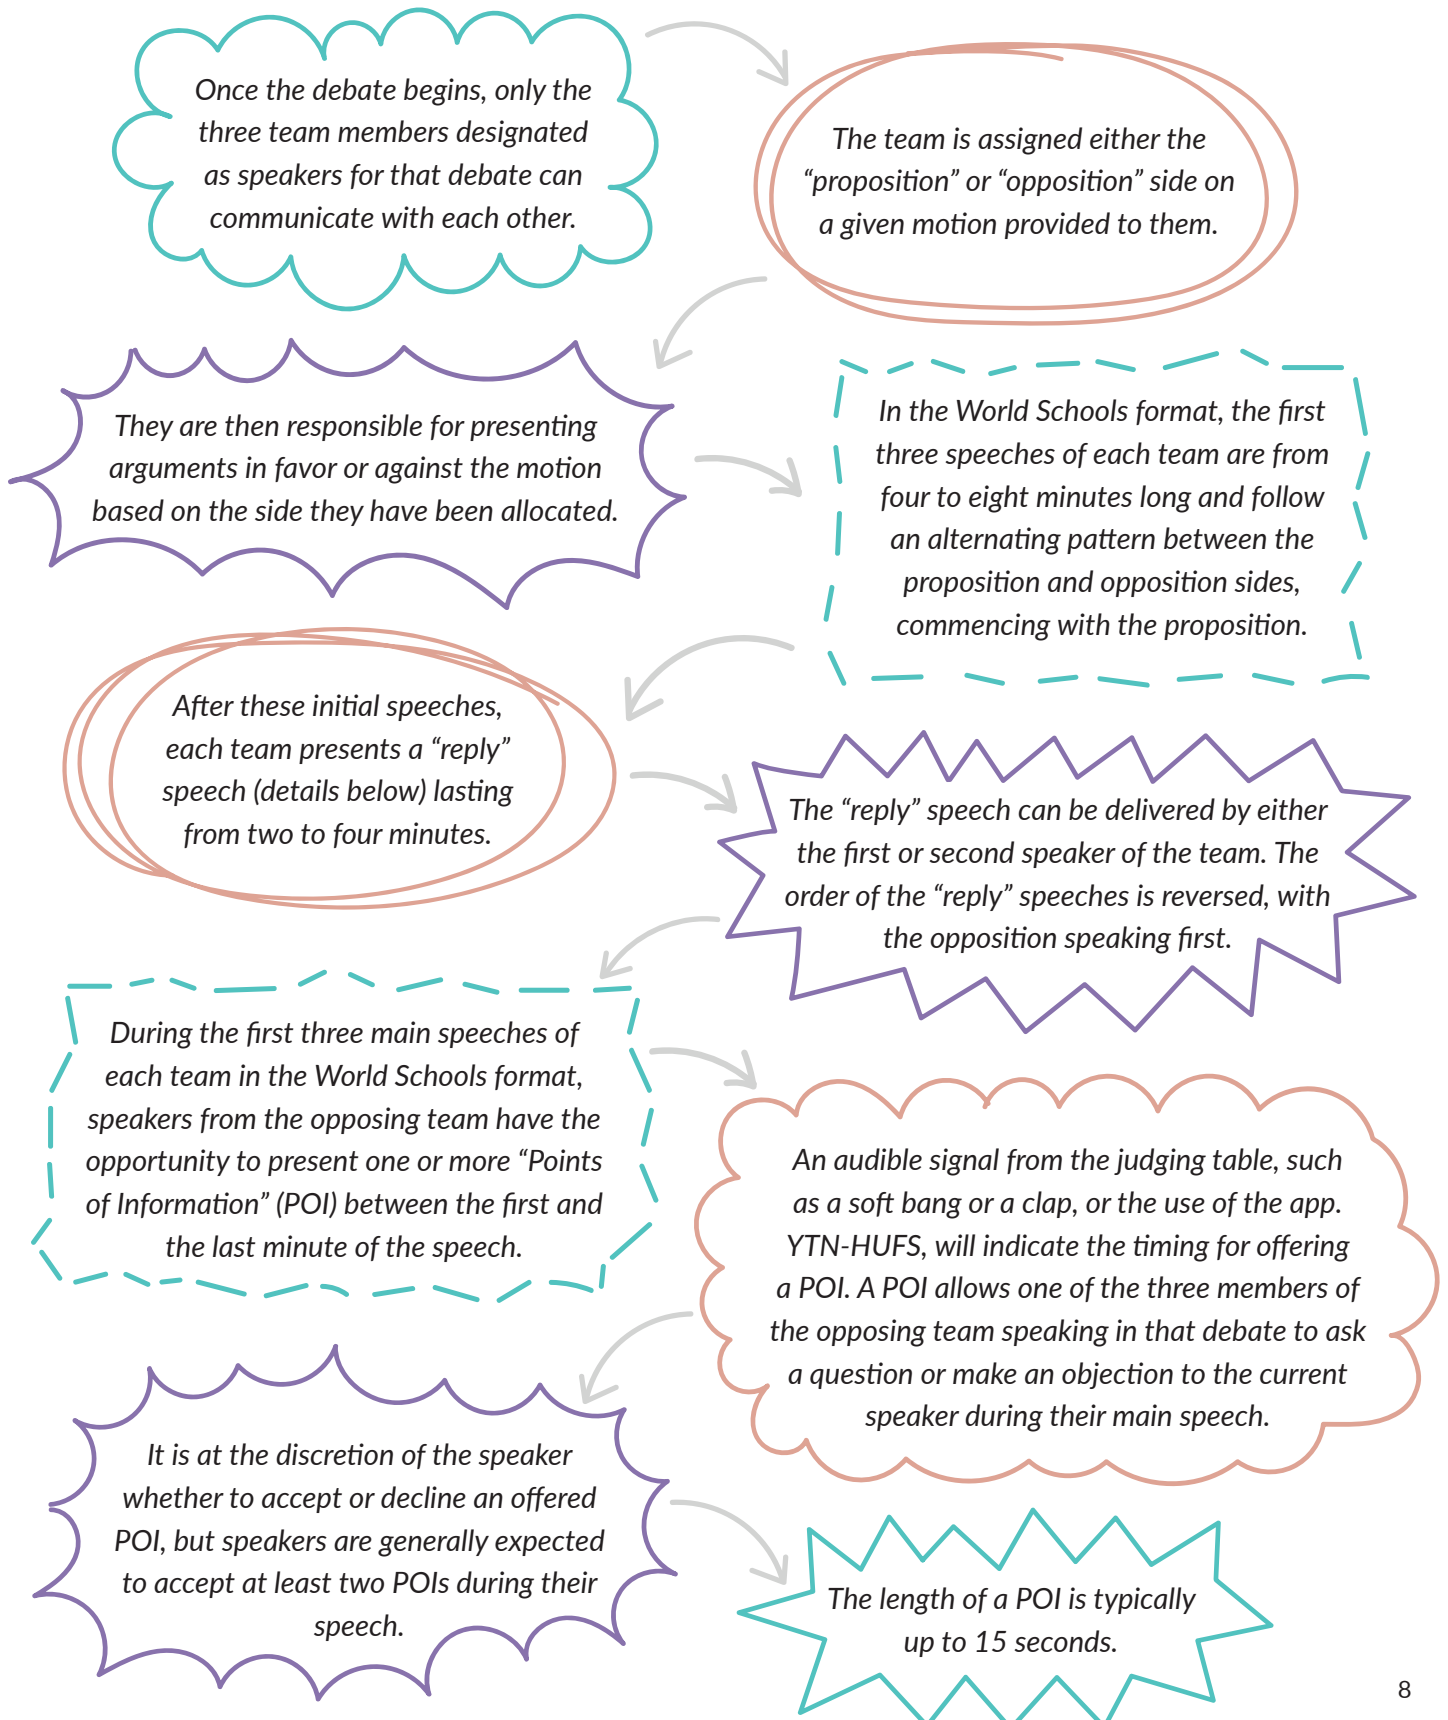 Once the debate begins, only the
three team members designated
as speakers for that debate can
communicate with each other.
The team is assigned either the
“proposition” or “opposition” side on
a given motion provided to them.
They are then responsible for presenting
arguments in favor or against the motion
based on the side they have been allocated.
In the World Schools format, the first
three speeches of each team are from
four to eight minutes long and follow
an alternating pattern between the
proposition and opposition sides,
commencing with the proposition.
After these initial speeches,
each team presents a “reply”
speech (details below) lasting
from two to four minutes.
The “reply” speech can be delivered by either
the first or second speaker of the team. The
order of the “reply” speeches is reversed, with
the opposition speaking first.
During the first three main speeches of
each team in the World Schools format,
speakers from the opposing team have the
opportunity to present one or more “Points
of Information” (POI) between the first and
the last minute of the speech.
An audible signal from the judging table, such
as a soft bang or a clap, or the use of the app.
YTN-HUFS, will indicate the timing for offering
a POI. A POI allows one of the three members of
the opposing team speaking in that debate to ask
a question or make an objection to the current
speaker during their main speech.
It is at the discretion of the speaker
whether to accept or decline an offered
POI, but speakers are generally expected
to accept at least two POIs during their
speech.
The length of a POI is typically
up to 15 seconds.
8